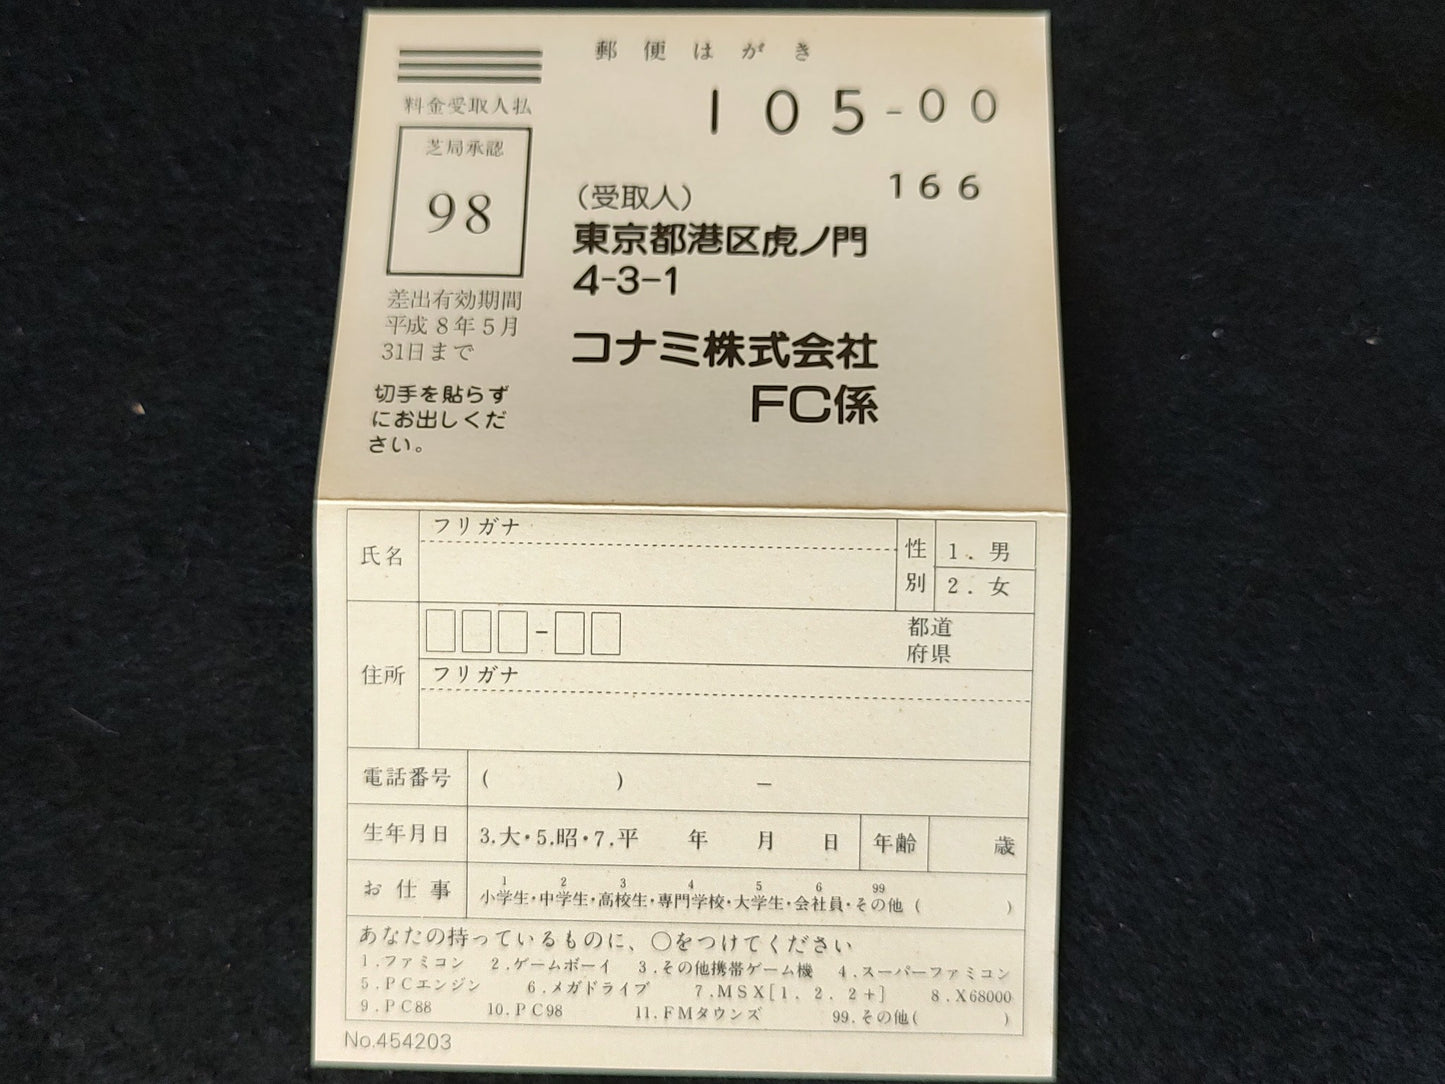 郵便はがき
料金受取人払
芝局承認
98
差出有効期間
平成8年5月
31日まで
切手を貼らず
にお出しくだ
さい。
105-00
166
(受取人)
東京都港区虎ノ門
4-3-1
コナミ株式会社
FC係
氏名
フリガナ
性別
1. 男
2. 女
住所
-
都道
府県
フリガナ
電話番号 ( ) -
生年月日 3.大・5.昭・7.平 年 月 日 年齢 歳
お仕事
1 2 3 4 5 6 99
小学生・中学生・高校生・専門学校・大学生・会社員・その他 ( )
あなたの持っているものに、○をつけてください
1.ファミコン 2.ゲームボーイ 3.その他携帯ゲーム機 4.スーパーファミコン
5.PCエンジン 6.メガドライブ 7.MSX[1. 2. 2+] 8.X68000
9.PC88 10.PC98 11.FMタウンズ 99.その他( )
No.454203